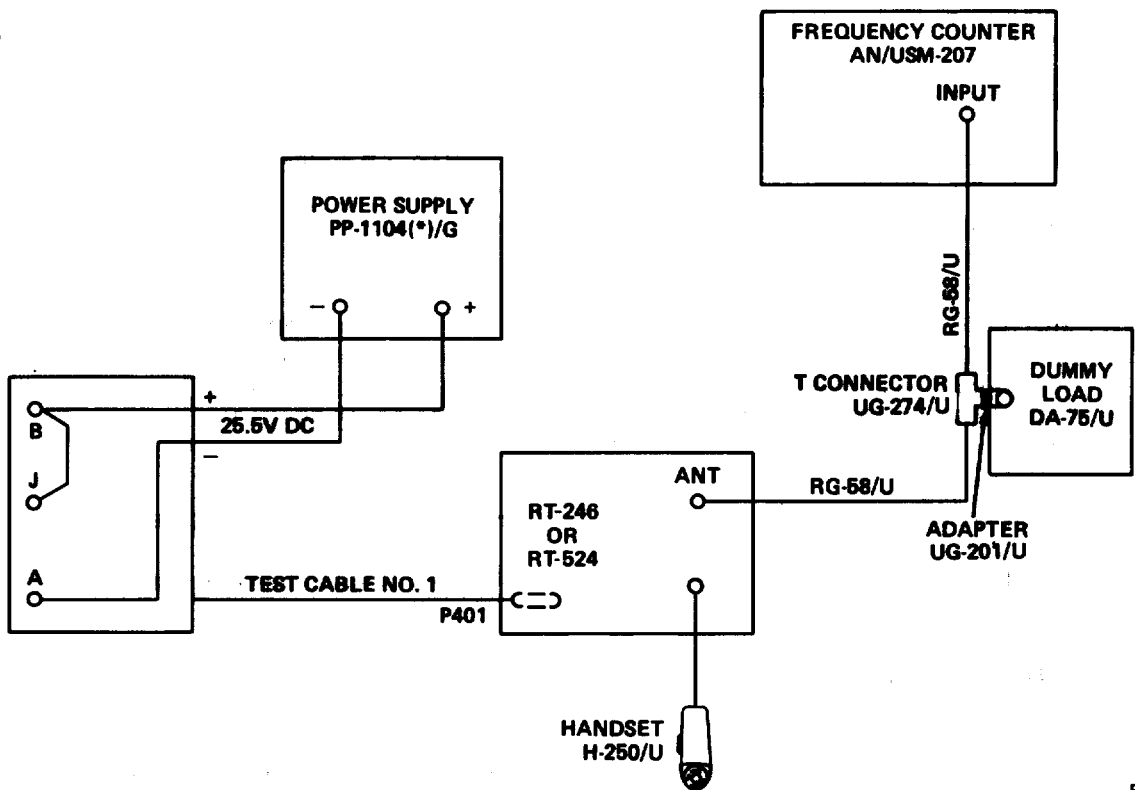 FREQUENCY COUNTER
AN/USM-207
INPUT
POWER SUPPLY
PP-1104(*)/G
− +
RG-58/U
T CONNECTOR
UG-274/U
DUMMY
LOAD
DA-75/U
ADAPTER
UG-201/U
+
25.5V DC
−
B
J
A
TEST CABLE NO. 1
P401
ANT
RT-246
OR
RT-524
RG-58/U
HANDSET
H-250/U